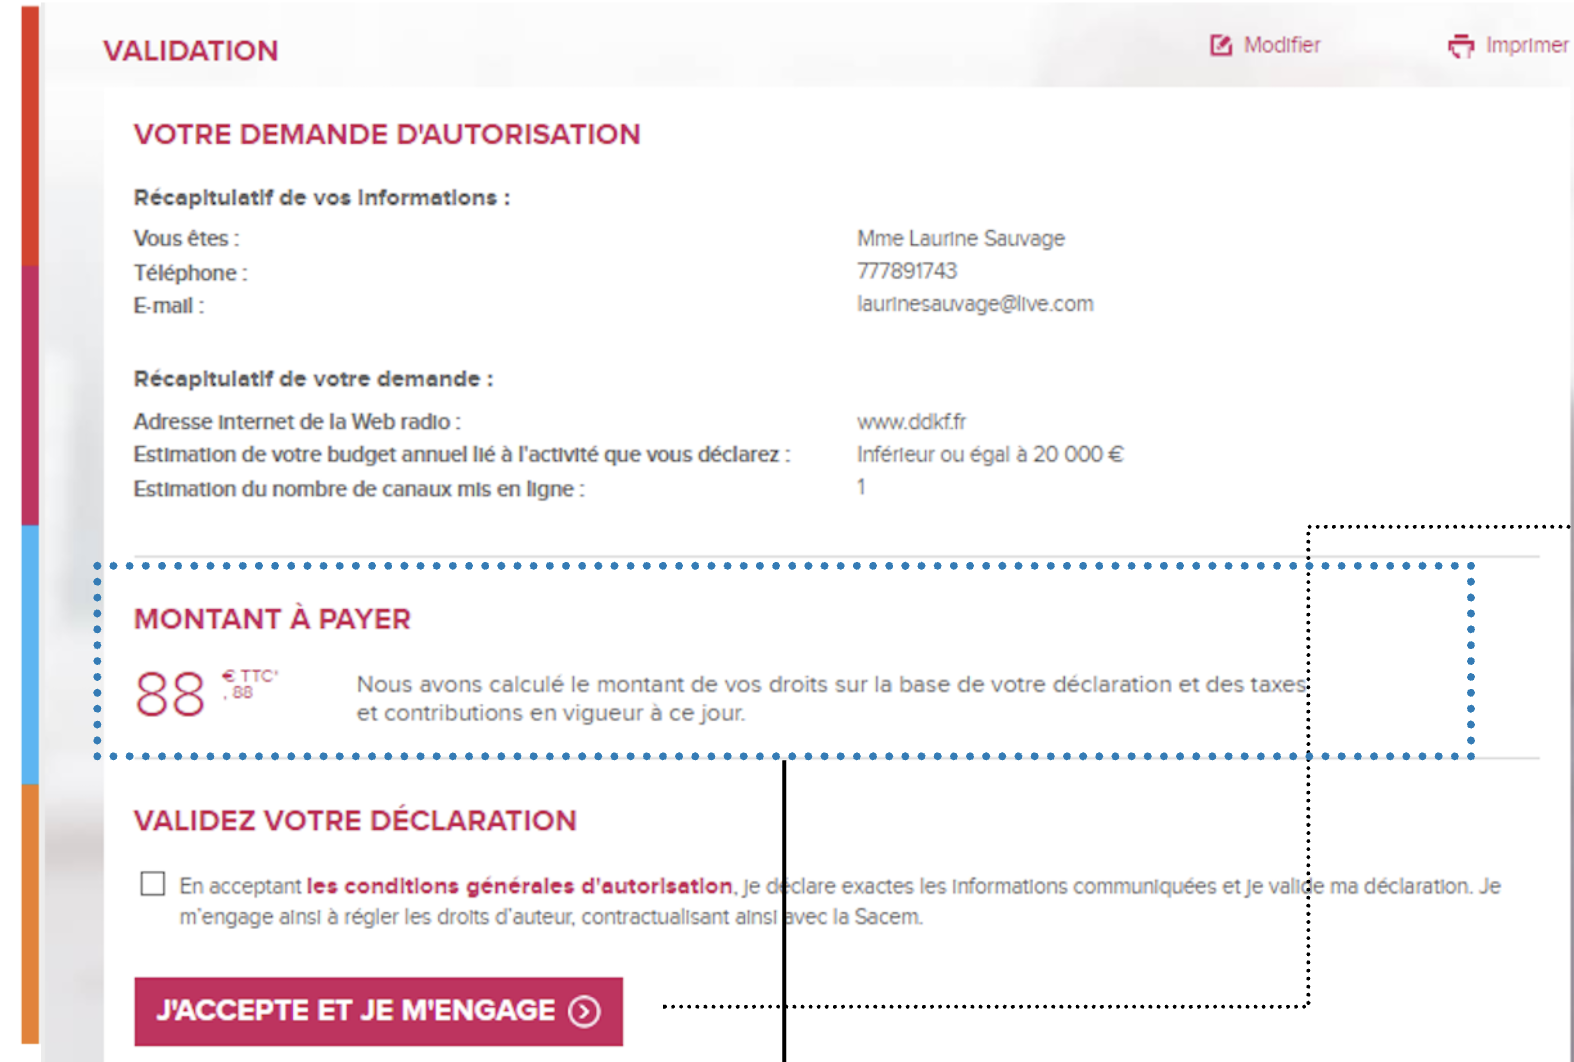 VALIDATION
Modifier
Imprimer
VOTRE DEMANDE D'AUTORISATION
Récapitulatif de vos informations :
Vous êtes : Mme Laurine Sauvage
Téléphone : 777891743
E-mail : laurinesauvage@live.com
Récapitulatif de votre demande :
Adresse internet de la Web radio : www.ddkf.fr
Estimation de votre budget annuel lié à l'activité que vous déclarez : Inférieur ou égal à 20 000 €
Estimation du nombre de canaux mis en ligne : 1
MONTANT À PAYER
88 € TTC*
, 88
Nous avons calculé le montant de vos droits sur la base de votre déclaration et des taxes
et contributions en vigueur à ce jour.
VALIDEZ VOTRE DÉCLARATION
En acceptant les conditions générales d'autorisation, je déclare exactes les informations communiquées et je valide ma déclaration. Je
m'engage ainsi à régler les droits d'auteur, contractualisant ainsi avec la Sacem.
J'ACCEPTE ET JE M'ENGAGE